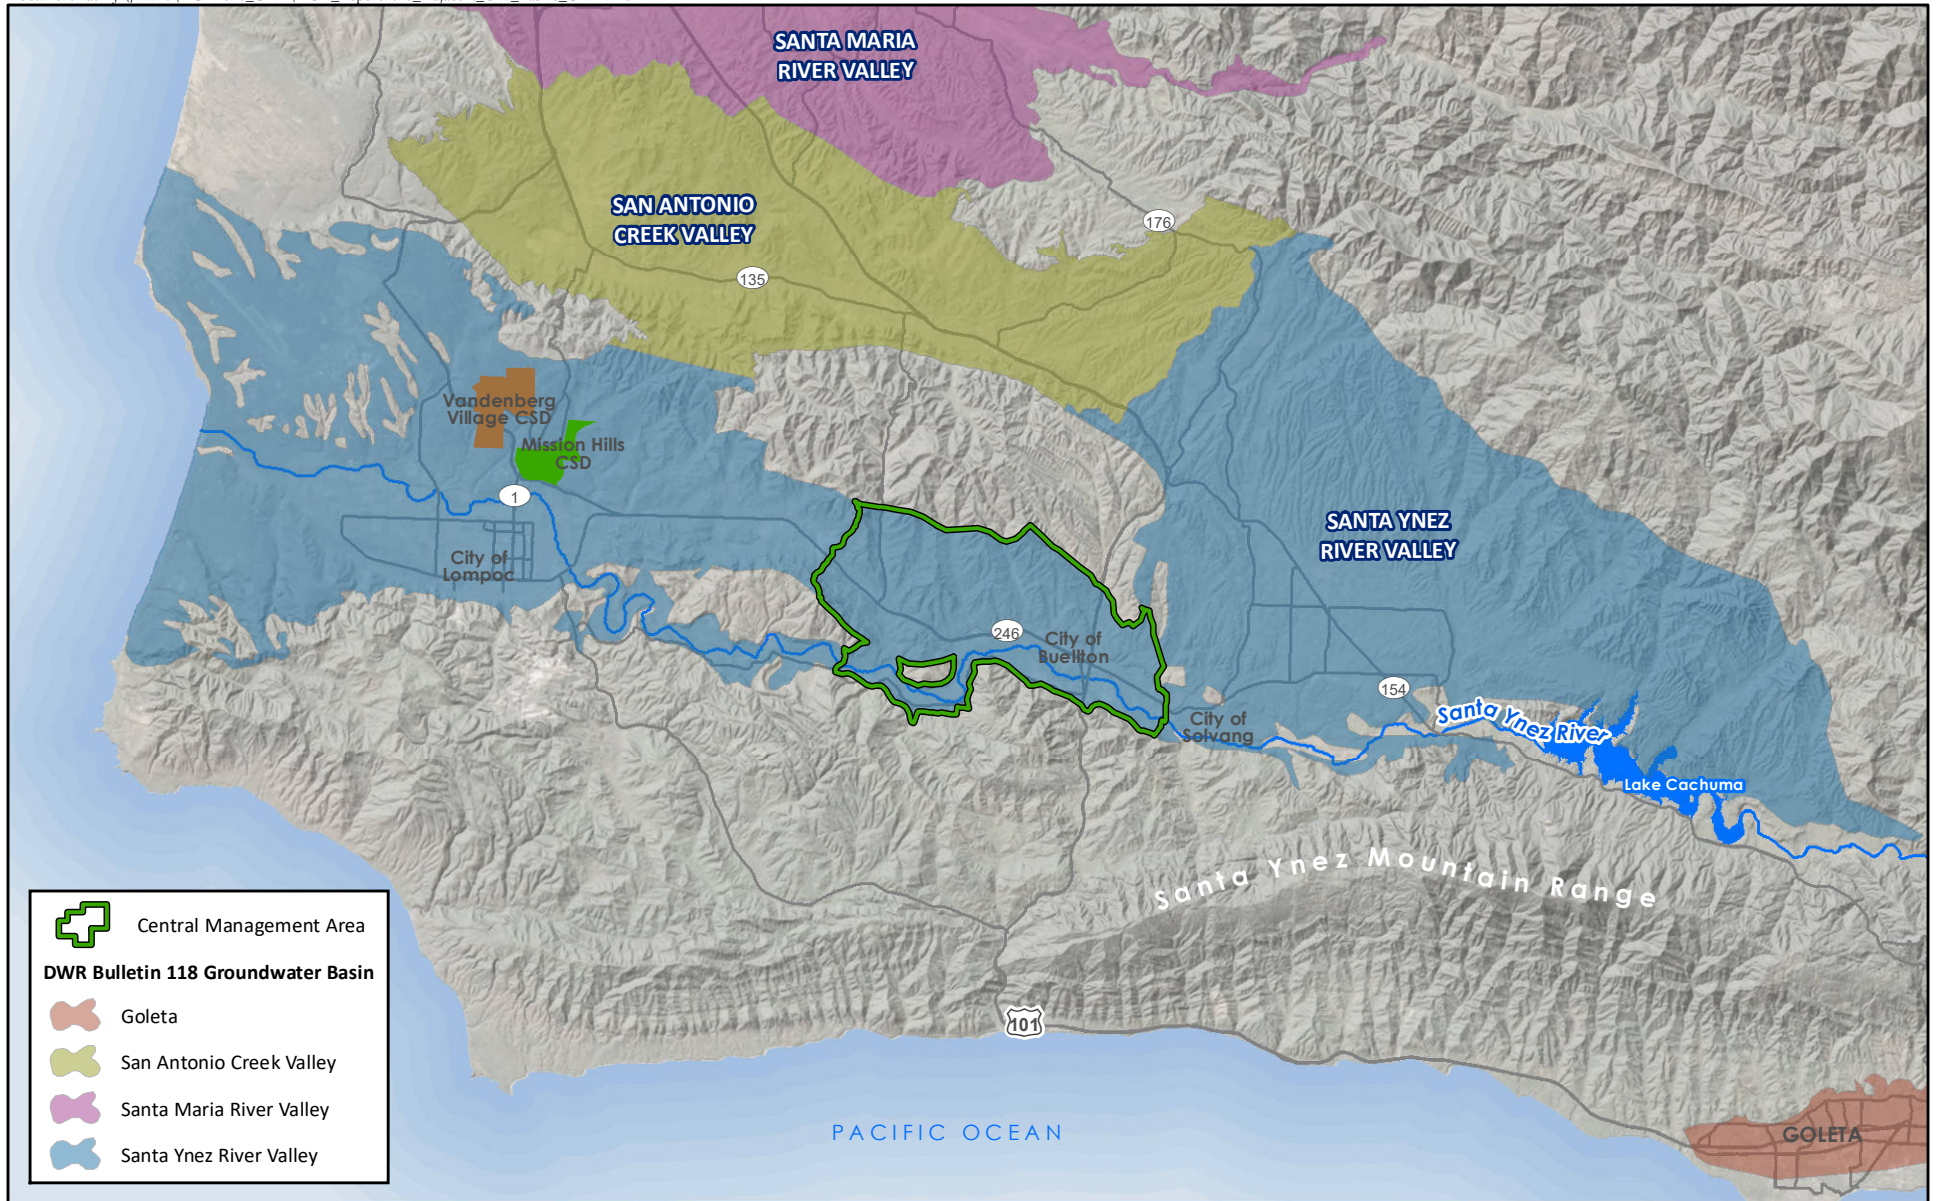 SANTA MARIA
RIVER VALLEY
SAN ANTONIO
CREEK VALLEY
176
135
Vandenberg
Village CSD
Mission Hills
CSD
1
SANTA YNEZ
RIVER VALLEY
City of
Lompoc
246
City of
Buellton
154
City of
Solvang
Santa Ynez River
Lake Cachuma
Santa Ynez Mountain Range
Central Management Area
DWR Bulletin 118 Groundwater Basin
Goleta
San Antonio Creek Valley
Santa Maria River Valley
Santa Ynez River Valley
101
PACIFIC OCEAN
GOLETA